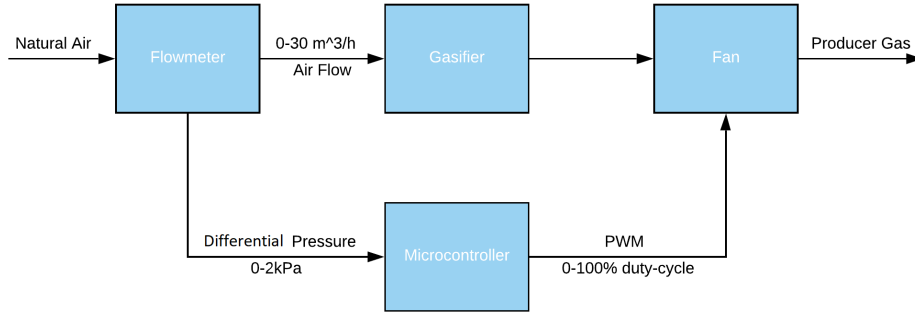 Natural Air
Flowmeter
0-30 m^3/h
Air Flow
Gasifier
Fan
Producer Gas
Differential Pressure
0-2kPa
Microcontroller
PWM
0-100% duty-cycle